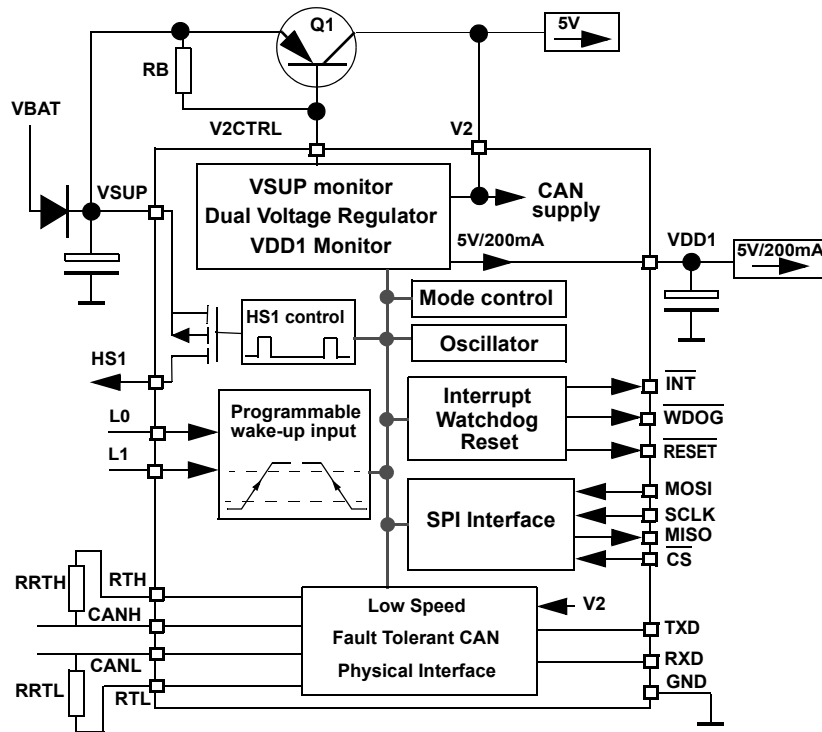 Q1
5V
RB
VBAT
V2CTRL
V2
VSUP
VSUP monitor
Dual Voltage Regulator
VDD1 Monitor
CAN
supply
5V/200mA
VDD1
5V/200mA
Mode control
HS1 control
Oscillator
HS1
Programmable
wake-up input
L0
L1
Interrupt
Watchdog
Reset
INT
WDOG
RESET
SPI Interface
MOSI
SCLK
MISO
CS
RRTH
RTH
CANH
CANL
RRTL
RTL
Low Speed
Fault Tolerant CAN
Physical Interface
V2
TXD
RXD
GND